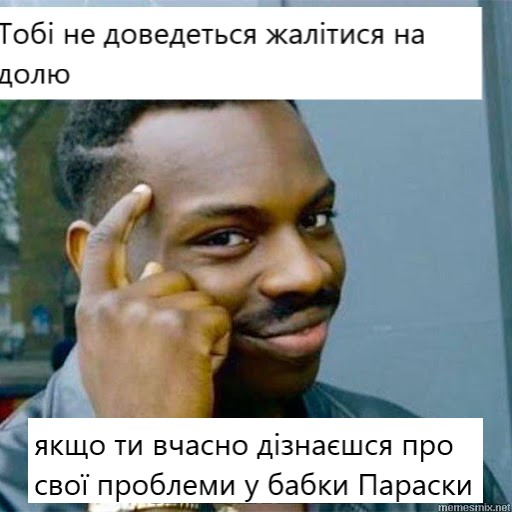 Тобі не доведеться жалітися на
долю
якщо ти вчасно дізнаєшся про
свої проблеми у бабки Параски
memesmix.net